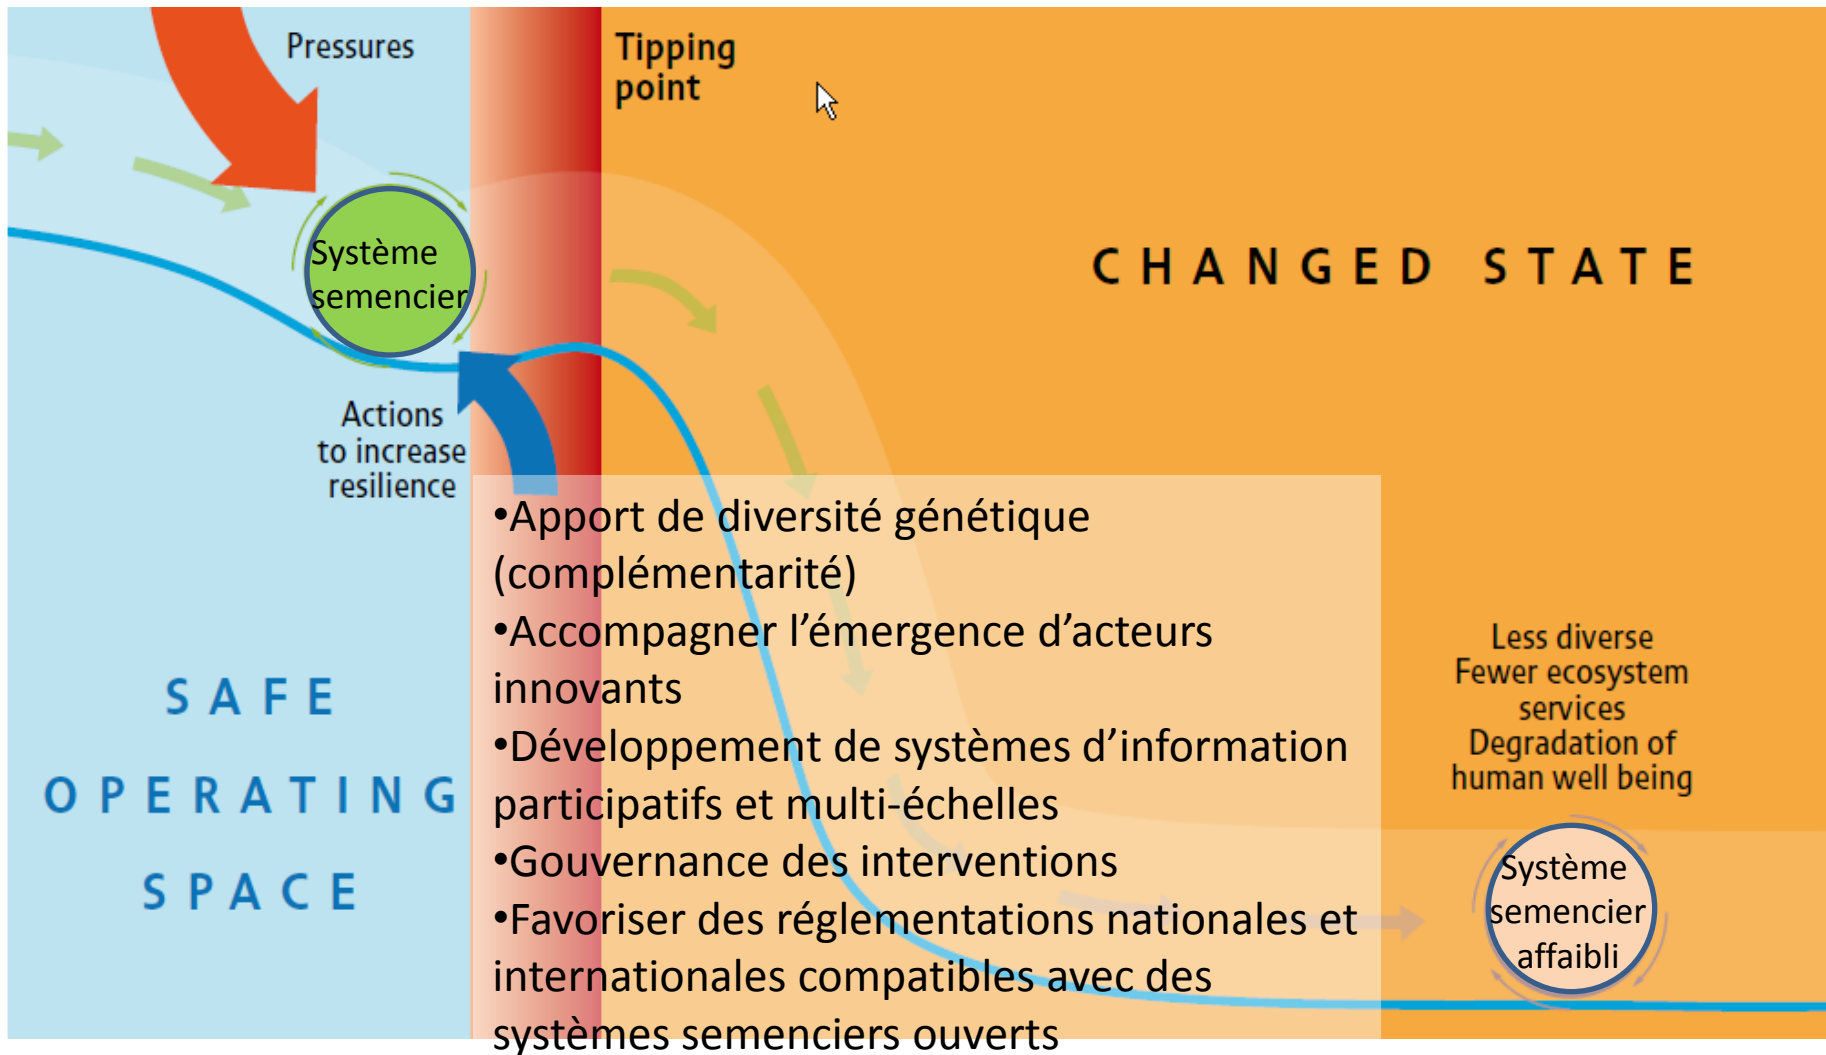 Pressures
Tipping
point
Système
semencier
CHANGED STATE
Actions
to increase
resilience
•Apport de diversité génétique
(complémentarité)
•Accompagner l’émergence d’acteurs
innovants
•Développement de systèmes d’information
participatifs et multi-échelles
•Gouvernance des interventions
•Favoriser des réglementations nationales et
internationales compatibles avec des
systèmes semenciers ouverts
SAFE
OPERATING
SPACE
Less diverse
Fewer ecosystem
services
Degradation of
human well being
Système
semencier
affaibli